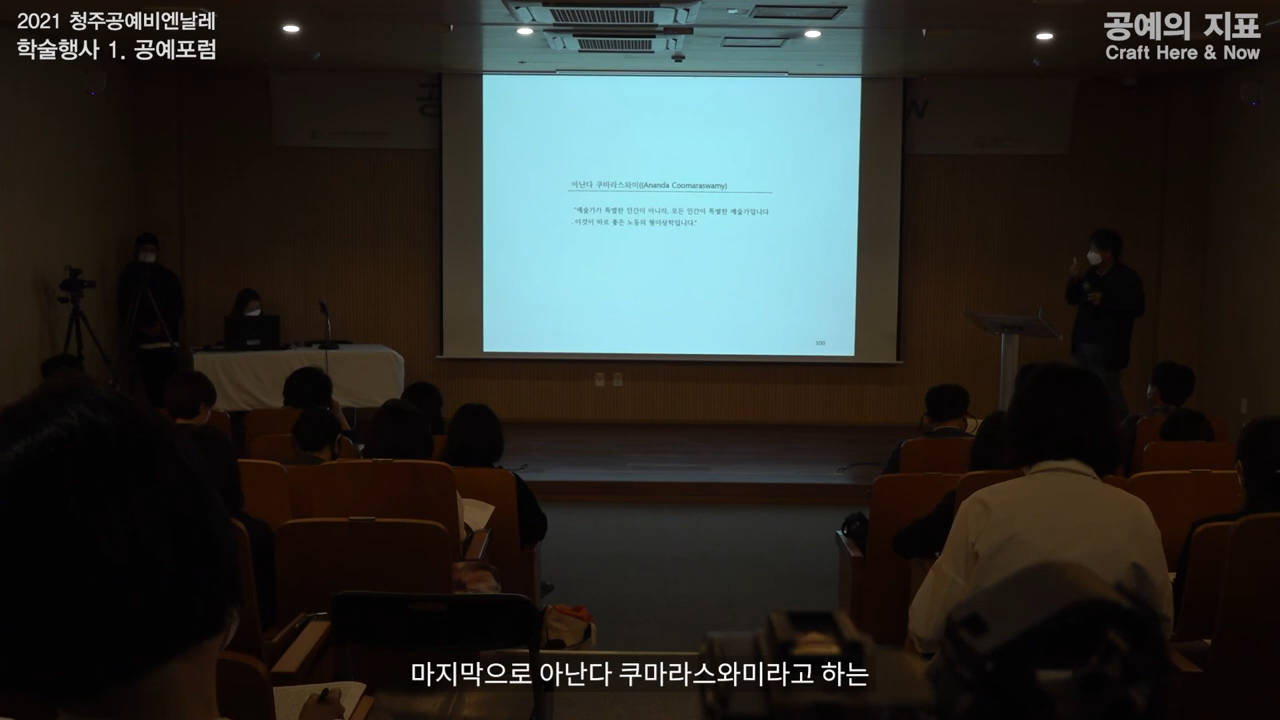 2021 청주공예비엔날레
학술행사 1. 공예포럼
공예의 지표
Craft Here & Now
아난다 쿠마라스와미((Ananda Coomaraswamy)
"예술가가 특별한 인간이 아니라, 모든 인간이 특별한 예술가입니다
. 이것이 바로 좋은 노동의 형이상학입니다."
100
마지막으로 아난다 쿠마라스와미라고 하는